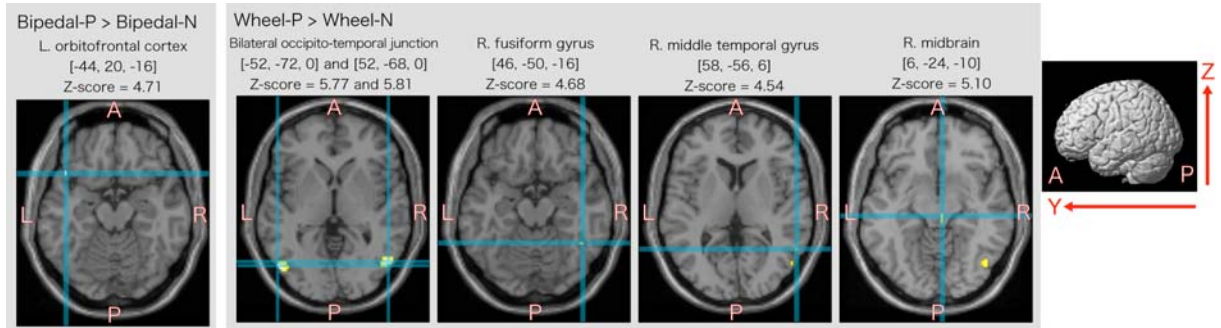 Bipedal-P > Bipedal-N
L. orbitofrontal cortex
[-44, 20, -16]
Z-score = 4.71
A
L
R
P
Wheel-P > Wheel-N
Bilateral occipito-temporal junction
[-52, -72, 0] and [52, -68, 0]
Z-score = 5.77 and 5.81
A
L
R
P
R. fusiform gyrus
[46, -50, -16]
Z-score = 4.68
A
L
R
P
R. middle temporal gyrus
[58, -56, 6]
Z-score = 4.54
A
L
R
P
R. midbrain
[6, -24, -10]
Z-score = 5.10
A
L
R
P
Z
A
P
Y